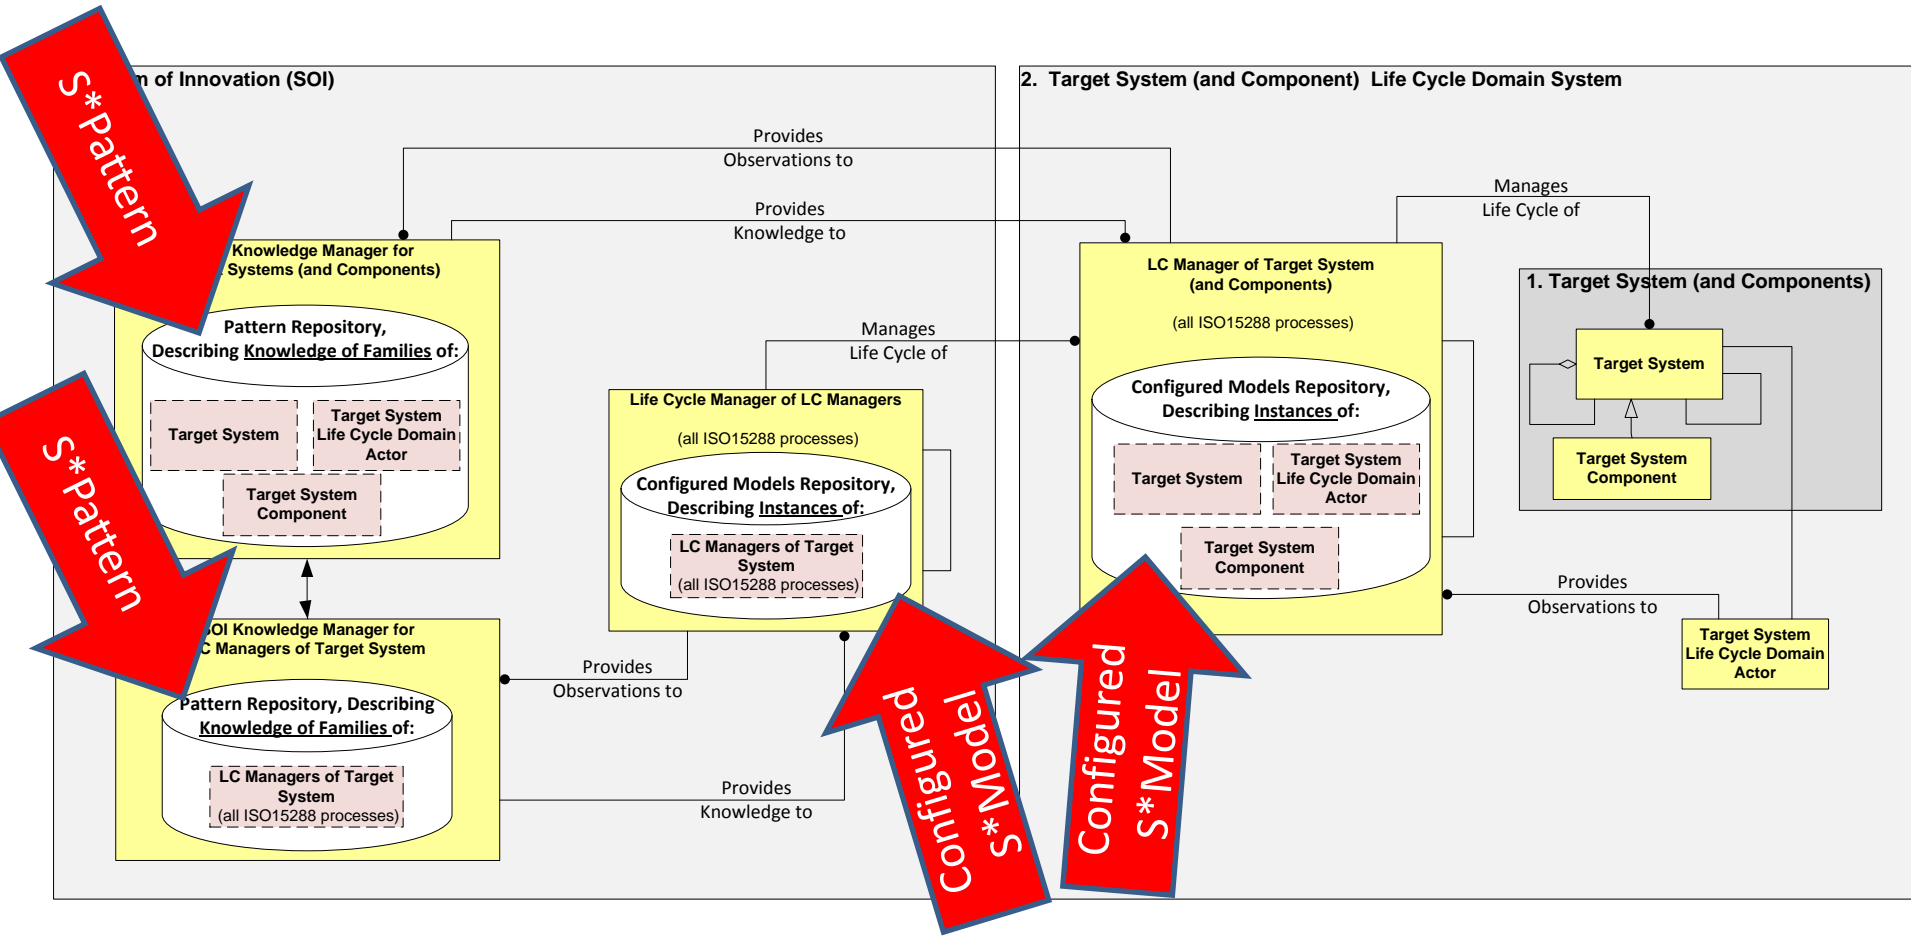 S*Pattern
m of Innovation (SOI)
2. Target System (and Component) Life Cycle Domain System
Provides
Observations to
Provides
Knowledge to
Manages
Life Cycle of
Knowledge Manager for
Systems (and Components)
Pattern Repository,
Describing Knowledge of Families of:
Target System
Target System
Life Cycle Domain
Actor
Target System
Component
S*Pattern
Manages
Life Cycle of
Life Cycle Manager of LC Managers
(all ISO15288 processes)
Configured Models Repository,
Describing Instances of:
LC Managers of Target
System
(all ISO15288 processes)
LC Manager of Target System
(and Components)
(all ISO15288 processes)
Configured Models Repository,
Describing Instances of:
Target System
Target System
Life Cycle Domain
Actor
Target System
Component
1. Target System (and Components)
Target System
Target System
Component
Provides
Observations to
Target System
Life Cycle Domain
Actor
OI Knowledge Manager for
C Managers of Target System
Pattern Repository, Describing
Knowledge of Families of:
LC Managers of Target
System
(all ISO15288 processes)
Provides
Observations to
Provides
Knowledge to
Configured
S*Model
Configured
S*Model